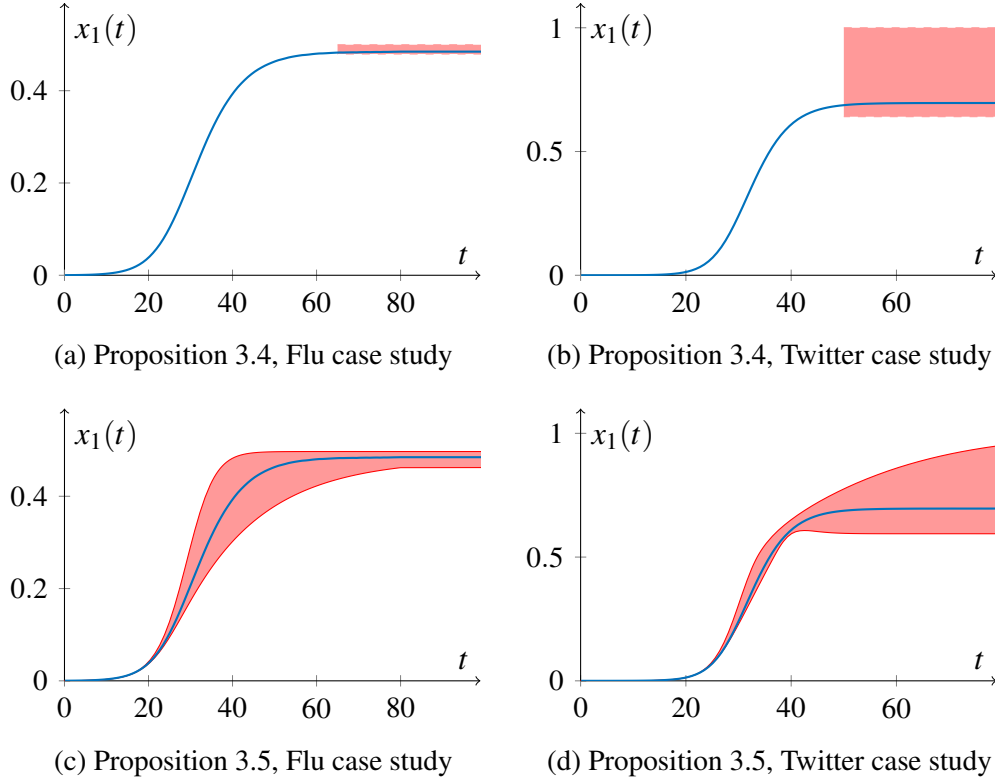 x₁(t)
0.4
0.2
0
t
0 20 40 60 80
(a) Proposition 3.4, Flu case study
x₁(t)
1
0.5
0
t
0 20 40 60
(b) Proposition 3.4, Twitter case study
x₁(t)
0.4
0.2
0
t
0 20 40 60 80
(c) Proposition 3.5, Flu case study
x₁(t)
1
0.5
0
t
0 20 40 60
(d) Proposition 3.5, Twitter case study